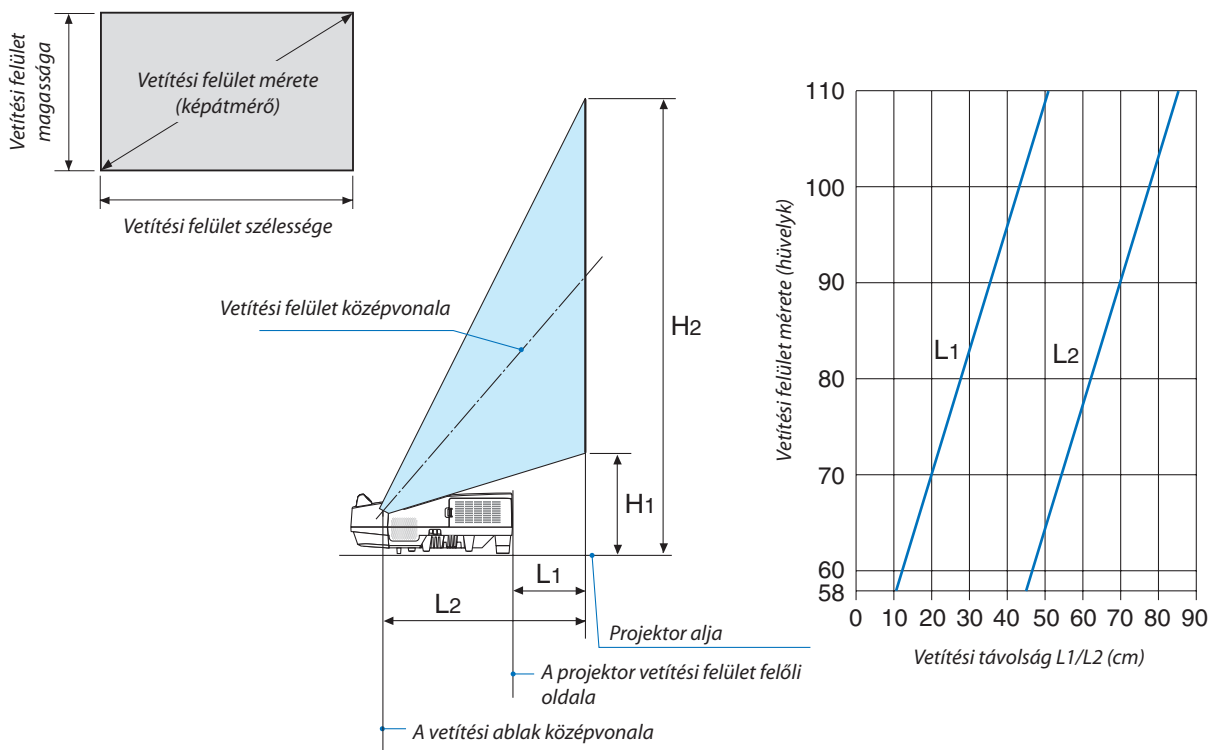 Vetítési felület
magassága
Vetítési felület mérete
(képátmérő)
Vetítési felület szélessége
Vetítési felület középvonala
H2
H1
L1
L2
Projektor alja
A projektor vetítési felület felőli
oldala
A vetítési ablak középvonala
Vetítési felület mérete (hüvelyk)
110
100
90
80
70
60
58
L1
L2
0 10 20 30 40 50 60 70 80 90
Vetítési távolság L1/L2 (cm)